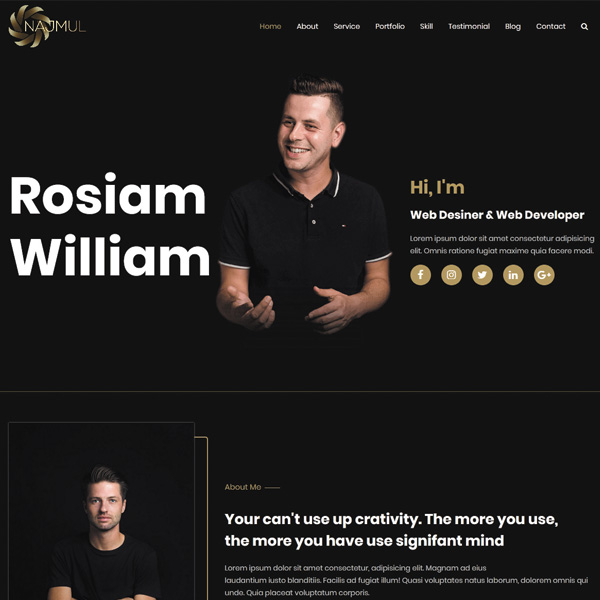 NAJMUL
Home About Service Portfolio Skill Testimonial Blog Contact
Rosiam
William
Hi, I'm
Web Desiner & Web Developer
Lorem ipsum dolor sit amet consectetur adipisicing
elit. Omnis ratione fugiat maxime quia facere modi.
f in G+
About Me
Your can't use up crativity. The more you use,
the more you have use signifant mind
Lorem ipsum dolor sit amet consectetur, adipisicing elit. Magnam ad eius
laudantium iusto blanditiis. Facilis ad fugiat illum! Quasi voluptates natus laborum, dolorem omnis qui
unde. Quia placeat voluptatum corporis.